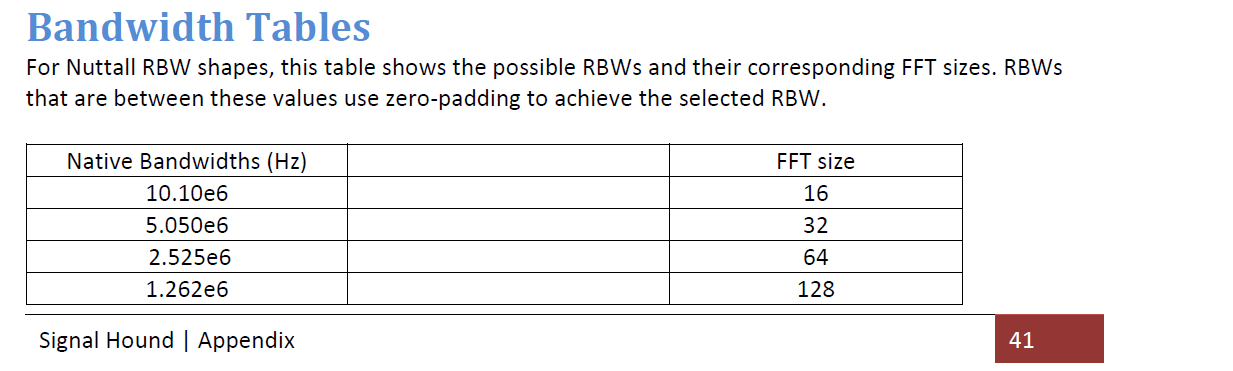 Bandwidth Tables
For Nuttall RBW shapes, this table shows the possible RBWs and their corresponding FFT sizes. RBWs
that are between these values use zero-padding to achieve the selected RBW.
Native Bandwidths (Hz) FFT size
10.10e6 16
5.050e6 32
2.525e6 64
1.262e6 128
Signal Hound | Appendix 41